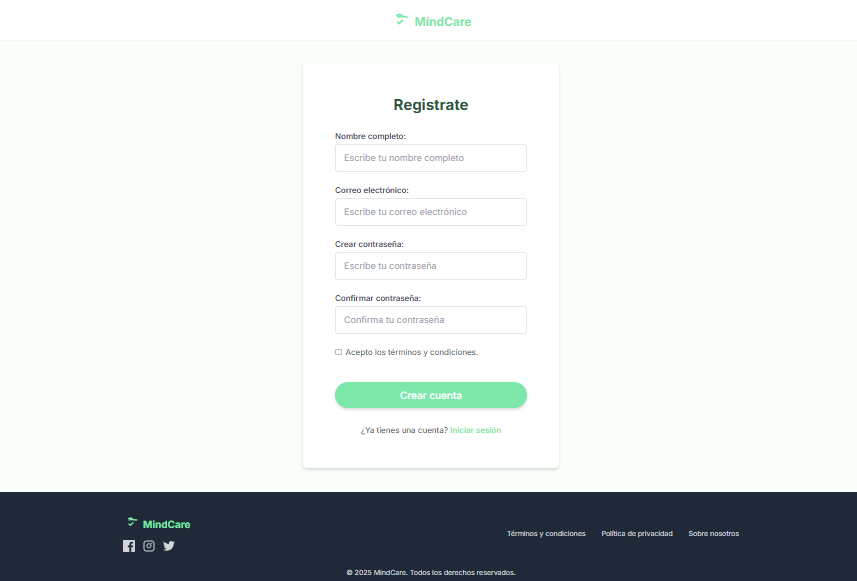 MindCare
Registrate
Nombre completo:
Escribe tu nombre completo
Correo electrónico:
Escribe tu correo electrónico
Crear contraseña:
Escribe tu contraseña
Confirmar contraseña:
Confirma tu contraseña
Acepto los términos y condiciones.
Crear cuenta
¿Ya tienes una cuenta? Iniciar sesión
MindCare
Términos y condiciones Política de privacidad Sobre nosotros
© 2025 MindCare. Todos los derechos reservados.